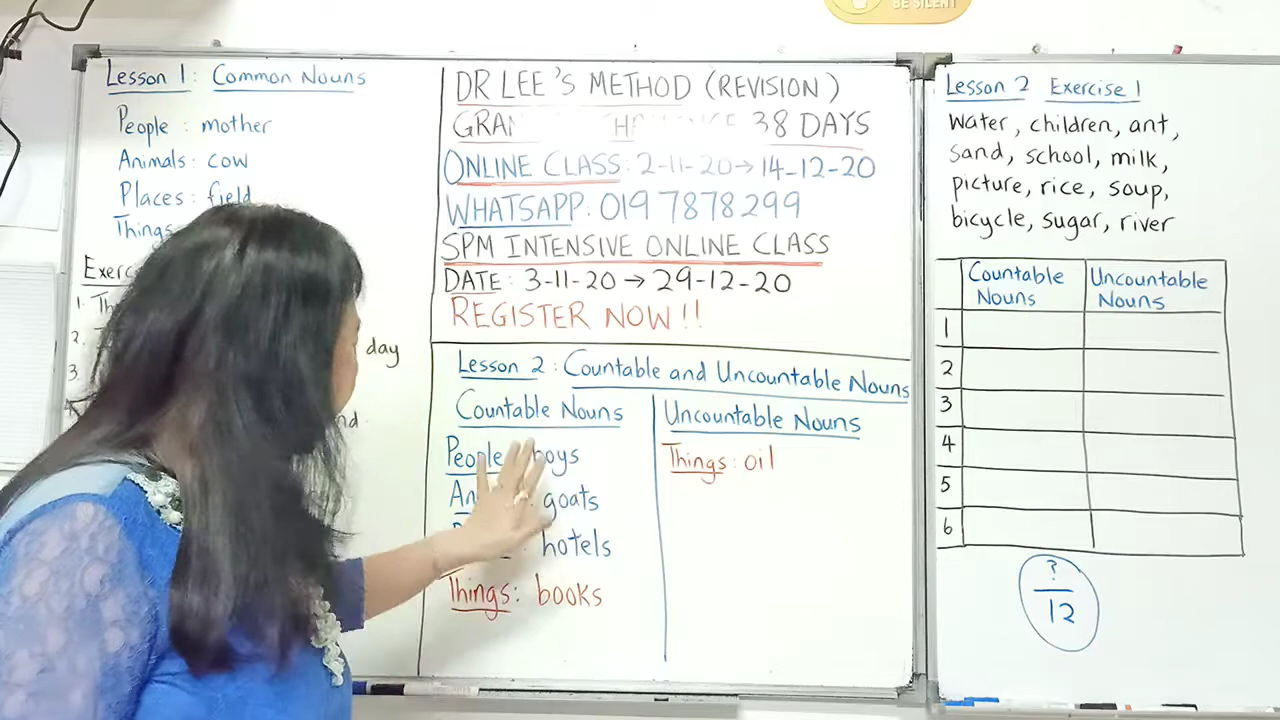 BE SILENT
Lesson 1: Common Nouns
People: mother
Animals: cow
Places: field
Things
1.
2.
3.
day
DR LEE'S METHOD (REVISION)
38 DAYS
ONLINE CLASS: 2-11-20→14-12-20
WHATSAPP: 019 7878299
SPM INTENSIVE ONLINE CLASS
DATE: 3-11-20→29-12-20
REGISTER NOW!!
Lesson 2: Countable and Uncountable Nouns
Countable Nouns
People boys
goats
hotels
Things: books
Uncountable Nouns
Things: oil
Lesson 2 Exercise 1
water, children, ant,
sand, school, milk,
picture, rice, soup,
bicycle, sugar, river
Countable Nouns
Uncountable Nouns
1
2
3
4
5
6
?
12